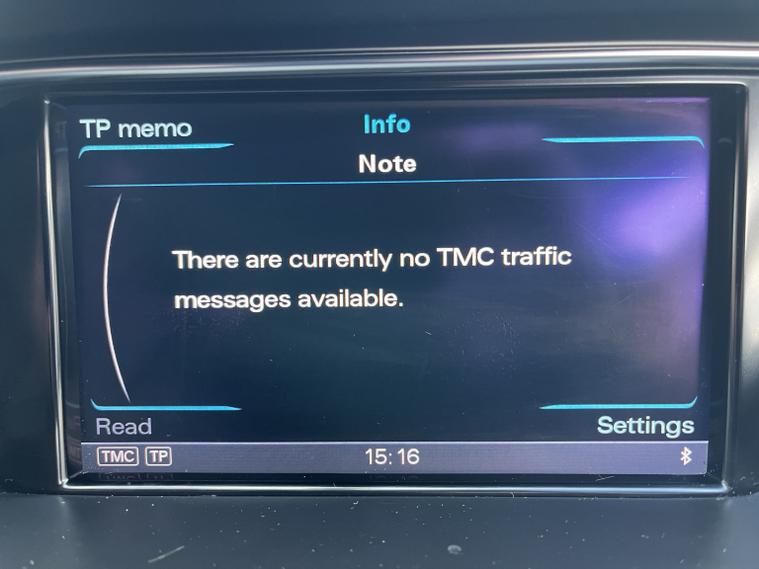 TP memo
Info
Note
There are currently no TMC traffic
messages available.
Read
Settings
TMC TP
15:16